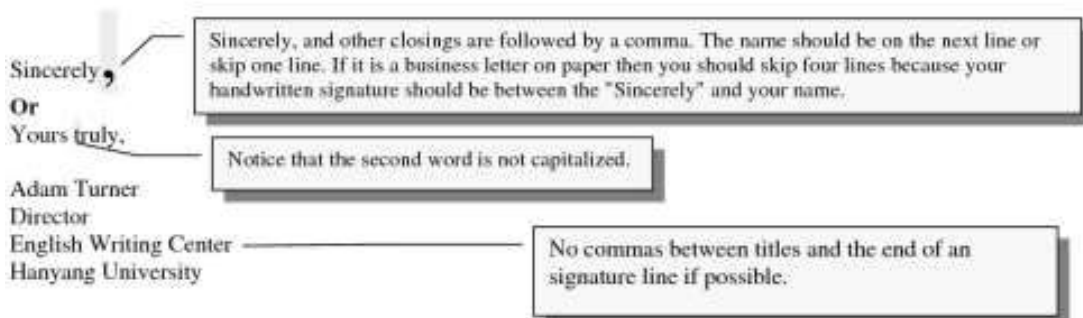 Sincerely,
Or
Yours truly,
Sincerely, and other closings are followed by a comma. The name should be on the next line or
skip one line. If it is a business letter on paper then you should skip four lines because your
handwritten signature should be between the "Sincerely" and your name.
Notice that the second word is not capitalized.
Adam Turner
Director
English Writing Center
Hanyang University
No commas between titles and the end of an
signature line if possible.